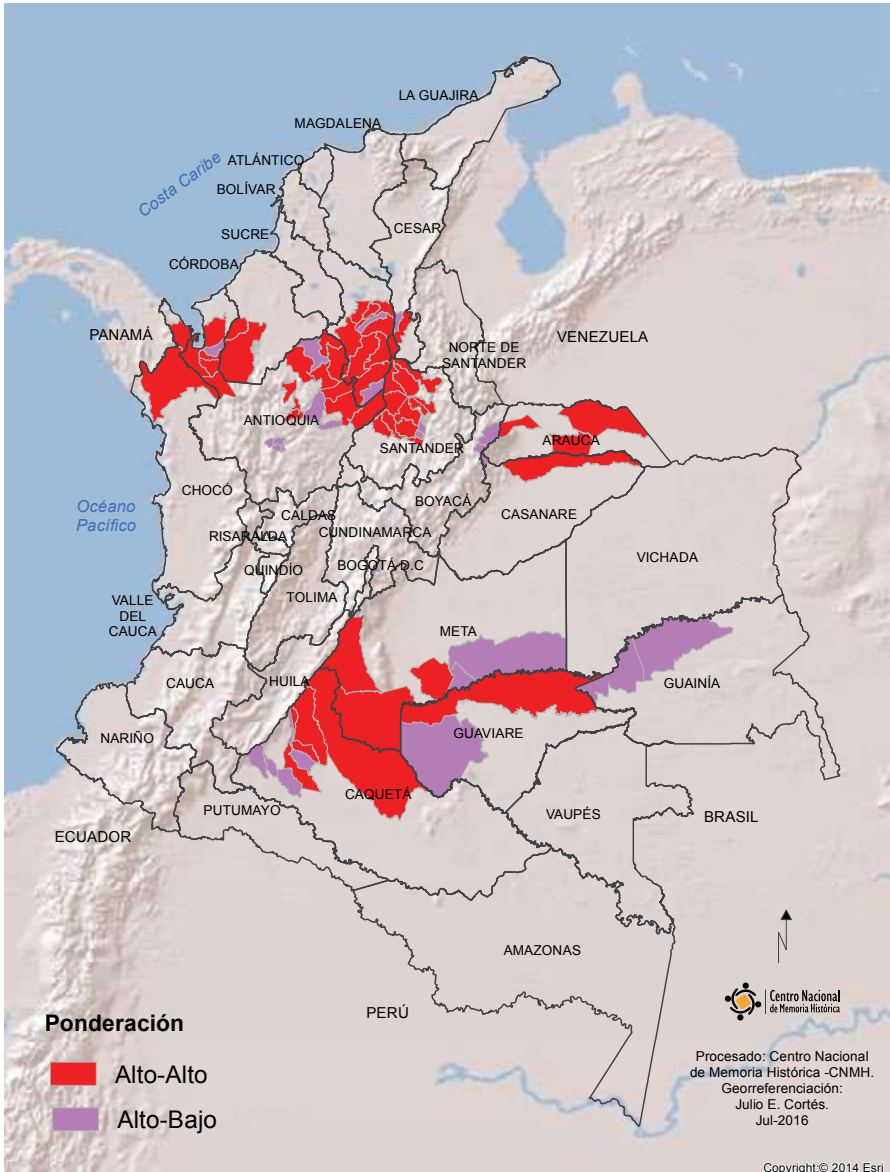 LA GUAJIRA
MAGDALENA
ATLÁNTICO
Costa Caribe
BOLÍVAR
CESAR
SUCRE
CÓRDOBA
PANAMÁ
VENEZUELA
NORTE DE
SANTANDER
ANTIOQUIA
ARAUCA
SANTANDER
CHOCÓ
BOYACÁ
Océano
Pacífico
CALDAS
CASANARE
RISARALDA
CUNDINAMARCA
VICHADA
QUINDÍO
BOGOTÁ D.C
TOLIMA
VALLE
DEL
CAUCA
META
CAUCA
HUILA
GUAINÍA
NARIÑO
GUAVIARE
CAQUETÁ
PUTUMAYO
VAUPÉS
BRASIL
ECUADOR
AMAZONAS
N
PERÚ
Centro Nacional
de Memoria Histórica
Ponderación
Alto-Alto
Alto-Bajo
Procesado: Centro Nacional
de Memoria Histórica -CNMH.
Georreferenciación:
Julio E. Cortés.
Jul-2016
Copyright:© 2014 Esri